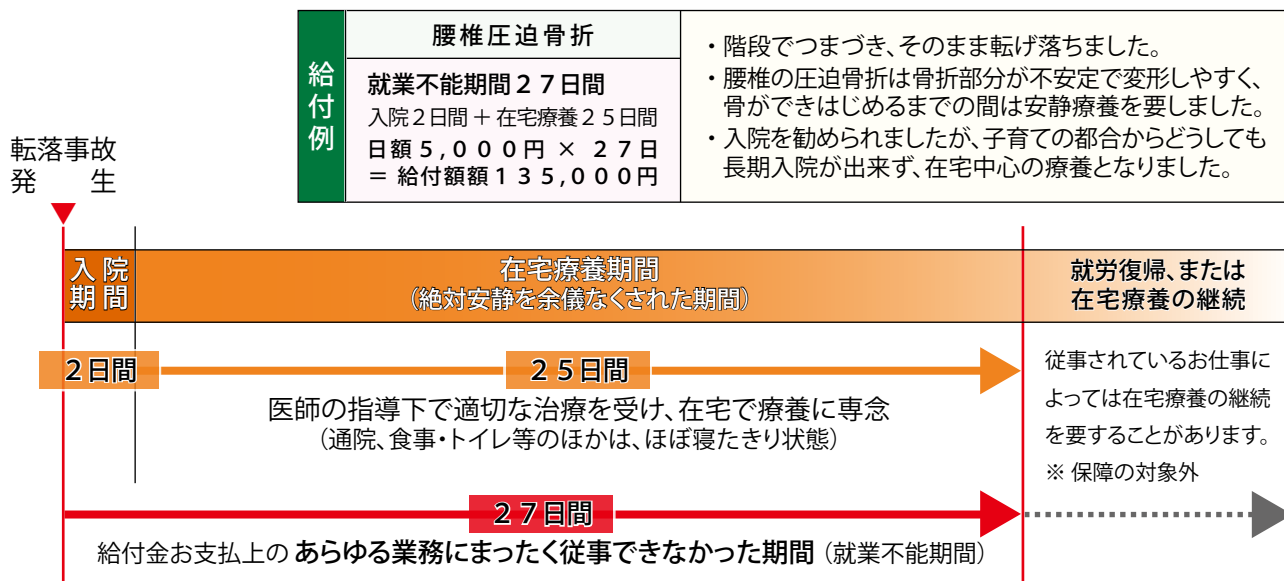 給付例
腰椎圧迫骨折
就業不能期間27日間
入院2日間＋在宅療養25日間
日額5,000円 × 27日
＝ 給付額額135,000円
・階段でつまづき、そのまま転げ落ちました。
・腰椎の圧迫骨折は骨折部分が不安定で変形しやすく、
骨ができはじめるまでの間は安静療養を要しました。
・入院を勧められましたが、子育ての都合からどうしても
長期入院が出来ず、在宅中心の療養となりました。
転落事故
発　生
入院
期間
在宅療養期間
（絶対安静を余儀なくされた期間）
就労復帰、または
在宅療養の継続
2日間
25日間
医師の指導下で適切な治療を受け、在宅で療養に専念
（通院、食事・トイレ等のほかは、ほぼ寝たきり状態）
従事されているお仕事に
よっては在宅療養の継続
を要することがあります。
※ 保障の対象外
27日間
給付金お支払上の あらゆる業務にまったく従事できなかった期間（就業不能期間）